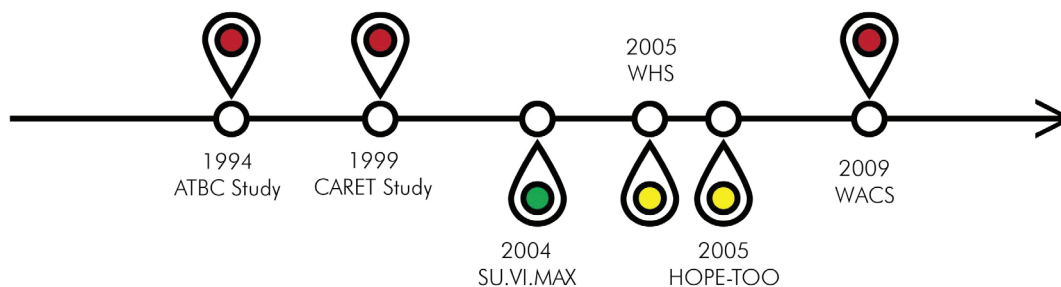 1994
ATBC Study
1999
CARET Study
2004
SU.VI.MAX
2005
WHS
2005
HOPE-TOO
2009
WACS